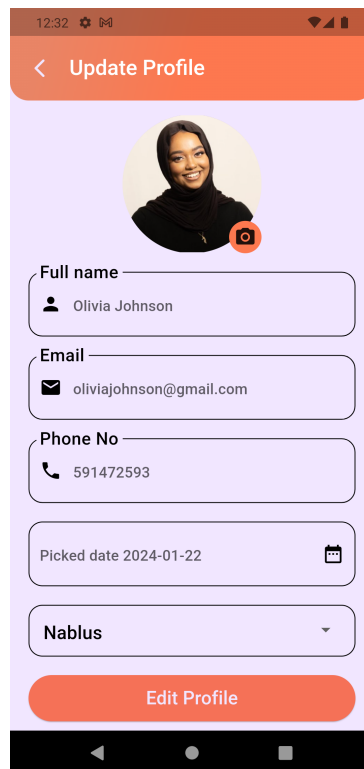 12:32
Update Profile
Full name
Olivia Johnson
Email
oliviajohnson@gmail.com
Phone No
591472593
Picked date 2024-01-22
Nablus
Edit Profile